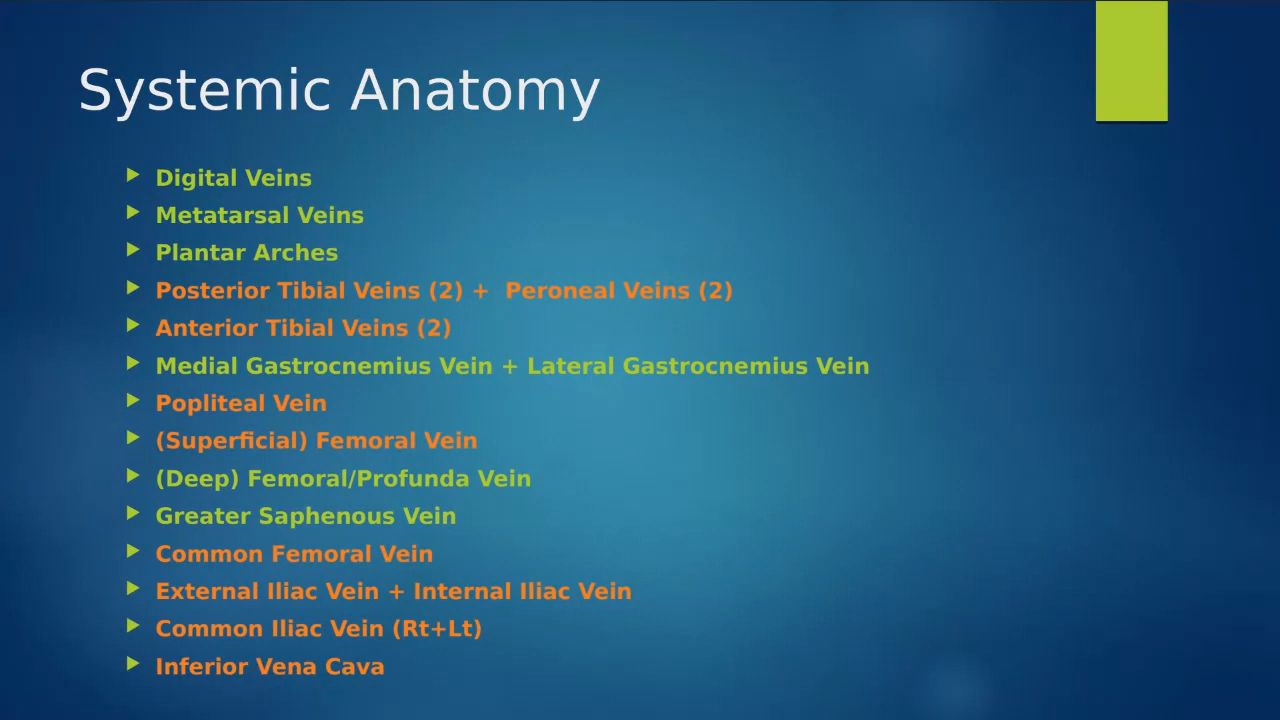 Systemic Anatomy
Digital Veins
Metatarsal Veins
Plantar Arches
Posterior Tibial Veins (2) +  Peroneal Veins (2)
Anterior Tibial Veins (2)
Medial Gastrocnemius Vein + Lateral Gastrocnemius Vein
Popliteal Vein
(Superficial) Femoral Vein
(Deep) Femoral/Profunda Vein
Greater Saphenous Vein
Common Femoral Vein
External Iliac Vein + Internal Iliac Vein
Common Iliac Vein (Rt+Lt)
Inferior Vena Cava